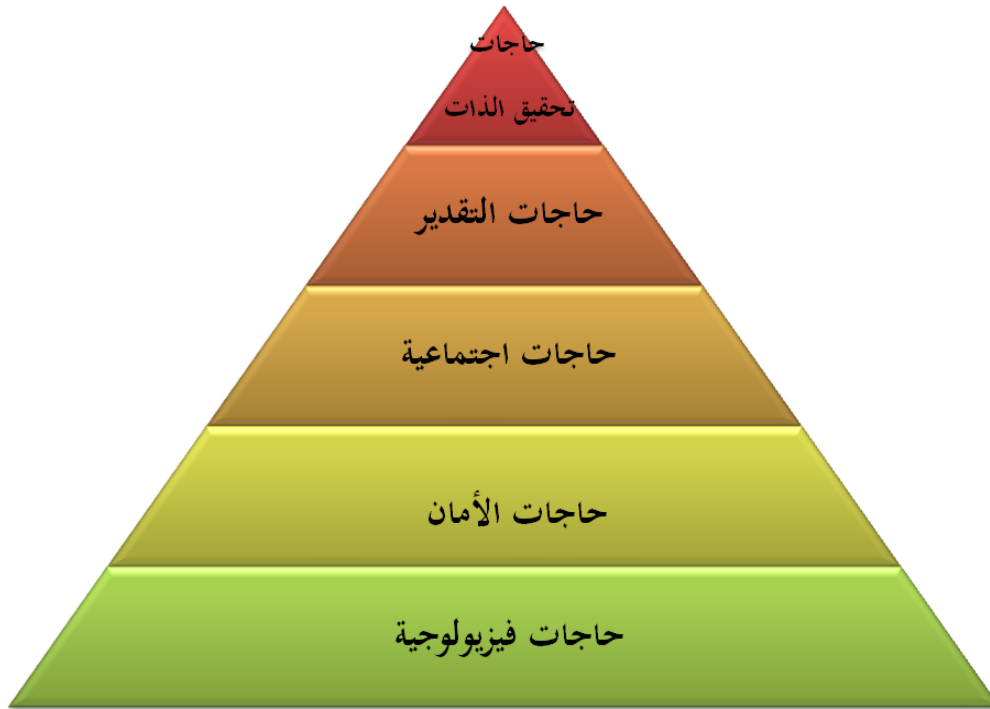 حاجات
تحقيق الذات
حاجات التقدير
حاجات اجتماعية
حاجات الأمان
حاجات فيزيولوجية